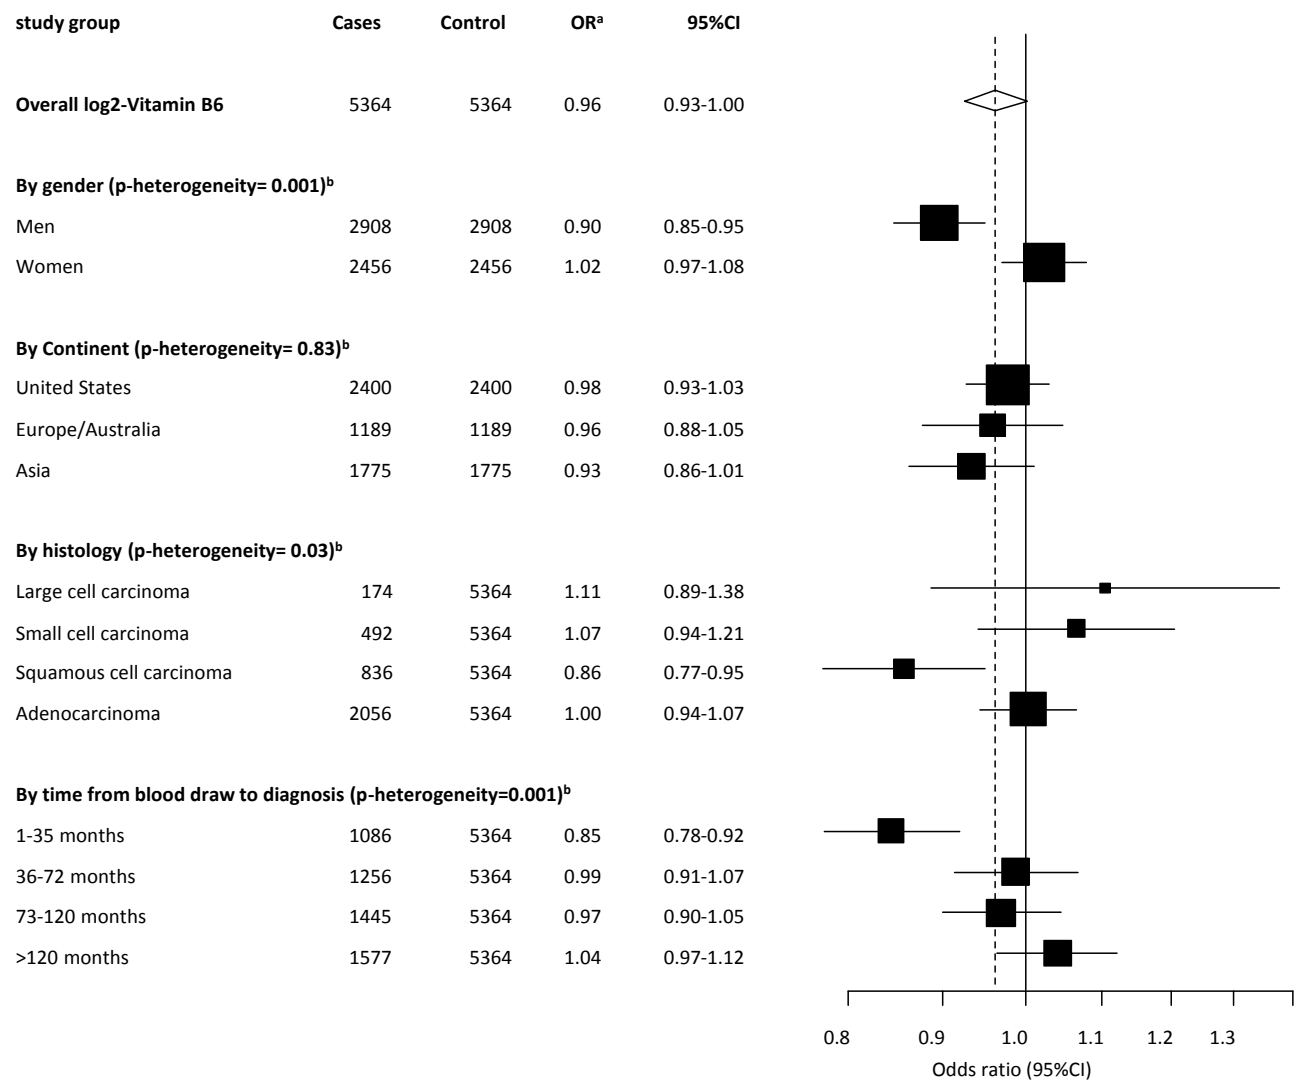 study group Cases Control ORᵃ 95%CI
Overall log2-Vitamin B6 5364 5364 0.96 0.93-1.00
By gender (p-heterogeneity= 0.001)ᵇ
Men 2908 2908 0.90 0.85-0.95
Women 2456 2456 1.02 0.97-1.08
By Continent (p-heterogeneity= 0.83)ᵇ
United States 2400 2400 0.98 0.93-1.03
Europe/Australia 1189 1189 0.96 0.88-1.05
Asia 1775 1775 0.93 0.86-1.01
By histology (p-heterogeneity= 0.03)ᵇ
Large cell carcinoma 174 5364 1.11 0.89-1.38
Small cell carcinoma 492 5364 1.07 0.94-1.21
Squamous cell carcinoma 836 5364 0.86 0.77-0.95
Adenocarcinoma 2056 5364 1.00 0.94-1.07
By time from blood draw to diagnosis (p-heterogeneity=0.001)ᵇ
1-35 months 1086 5364 0.85 0.78-0.92
36-72 months 1256 5364 0.99 0.91-1.07
73-120 months 1445 5364 0.97 0.90-1.05
>120 months 1577 5364 1.04 0.97-1.12
0.8 0.9 1.0 1.1 1.2 1.3
Odds ratio (95%CI)